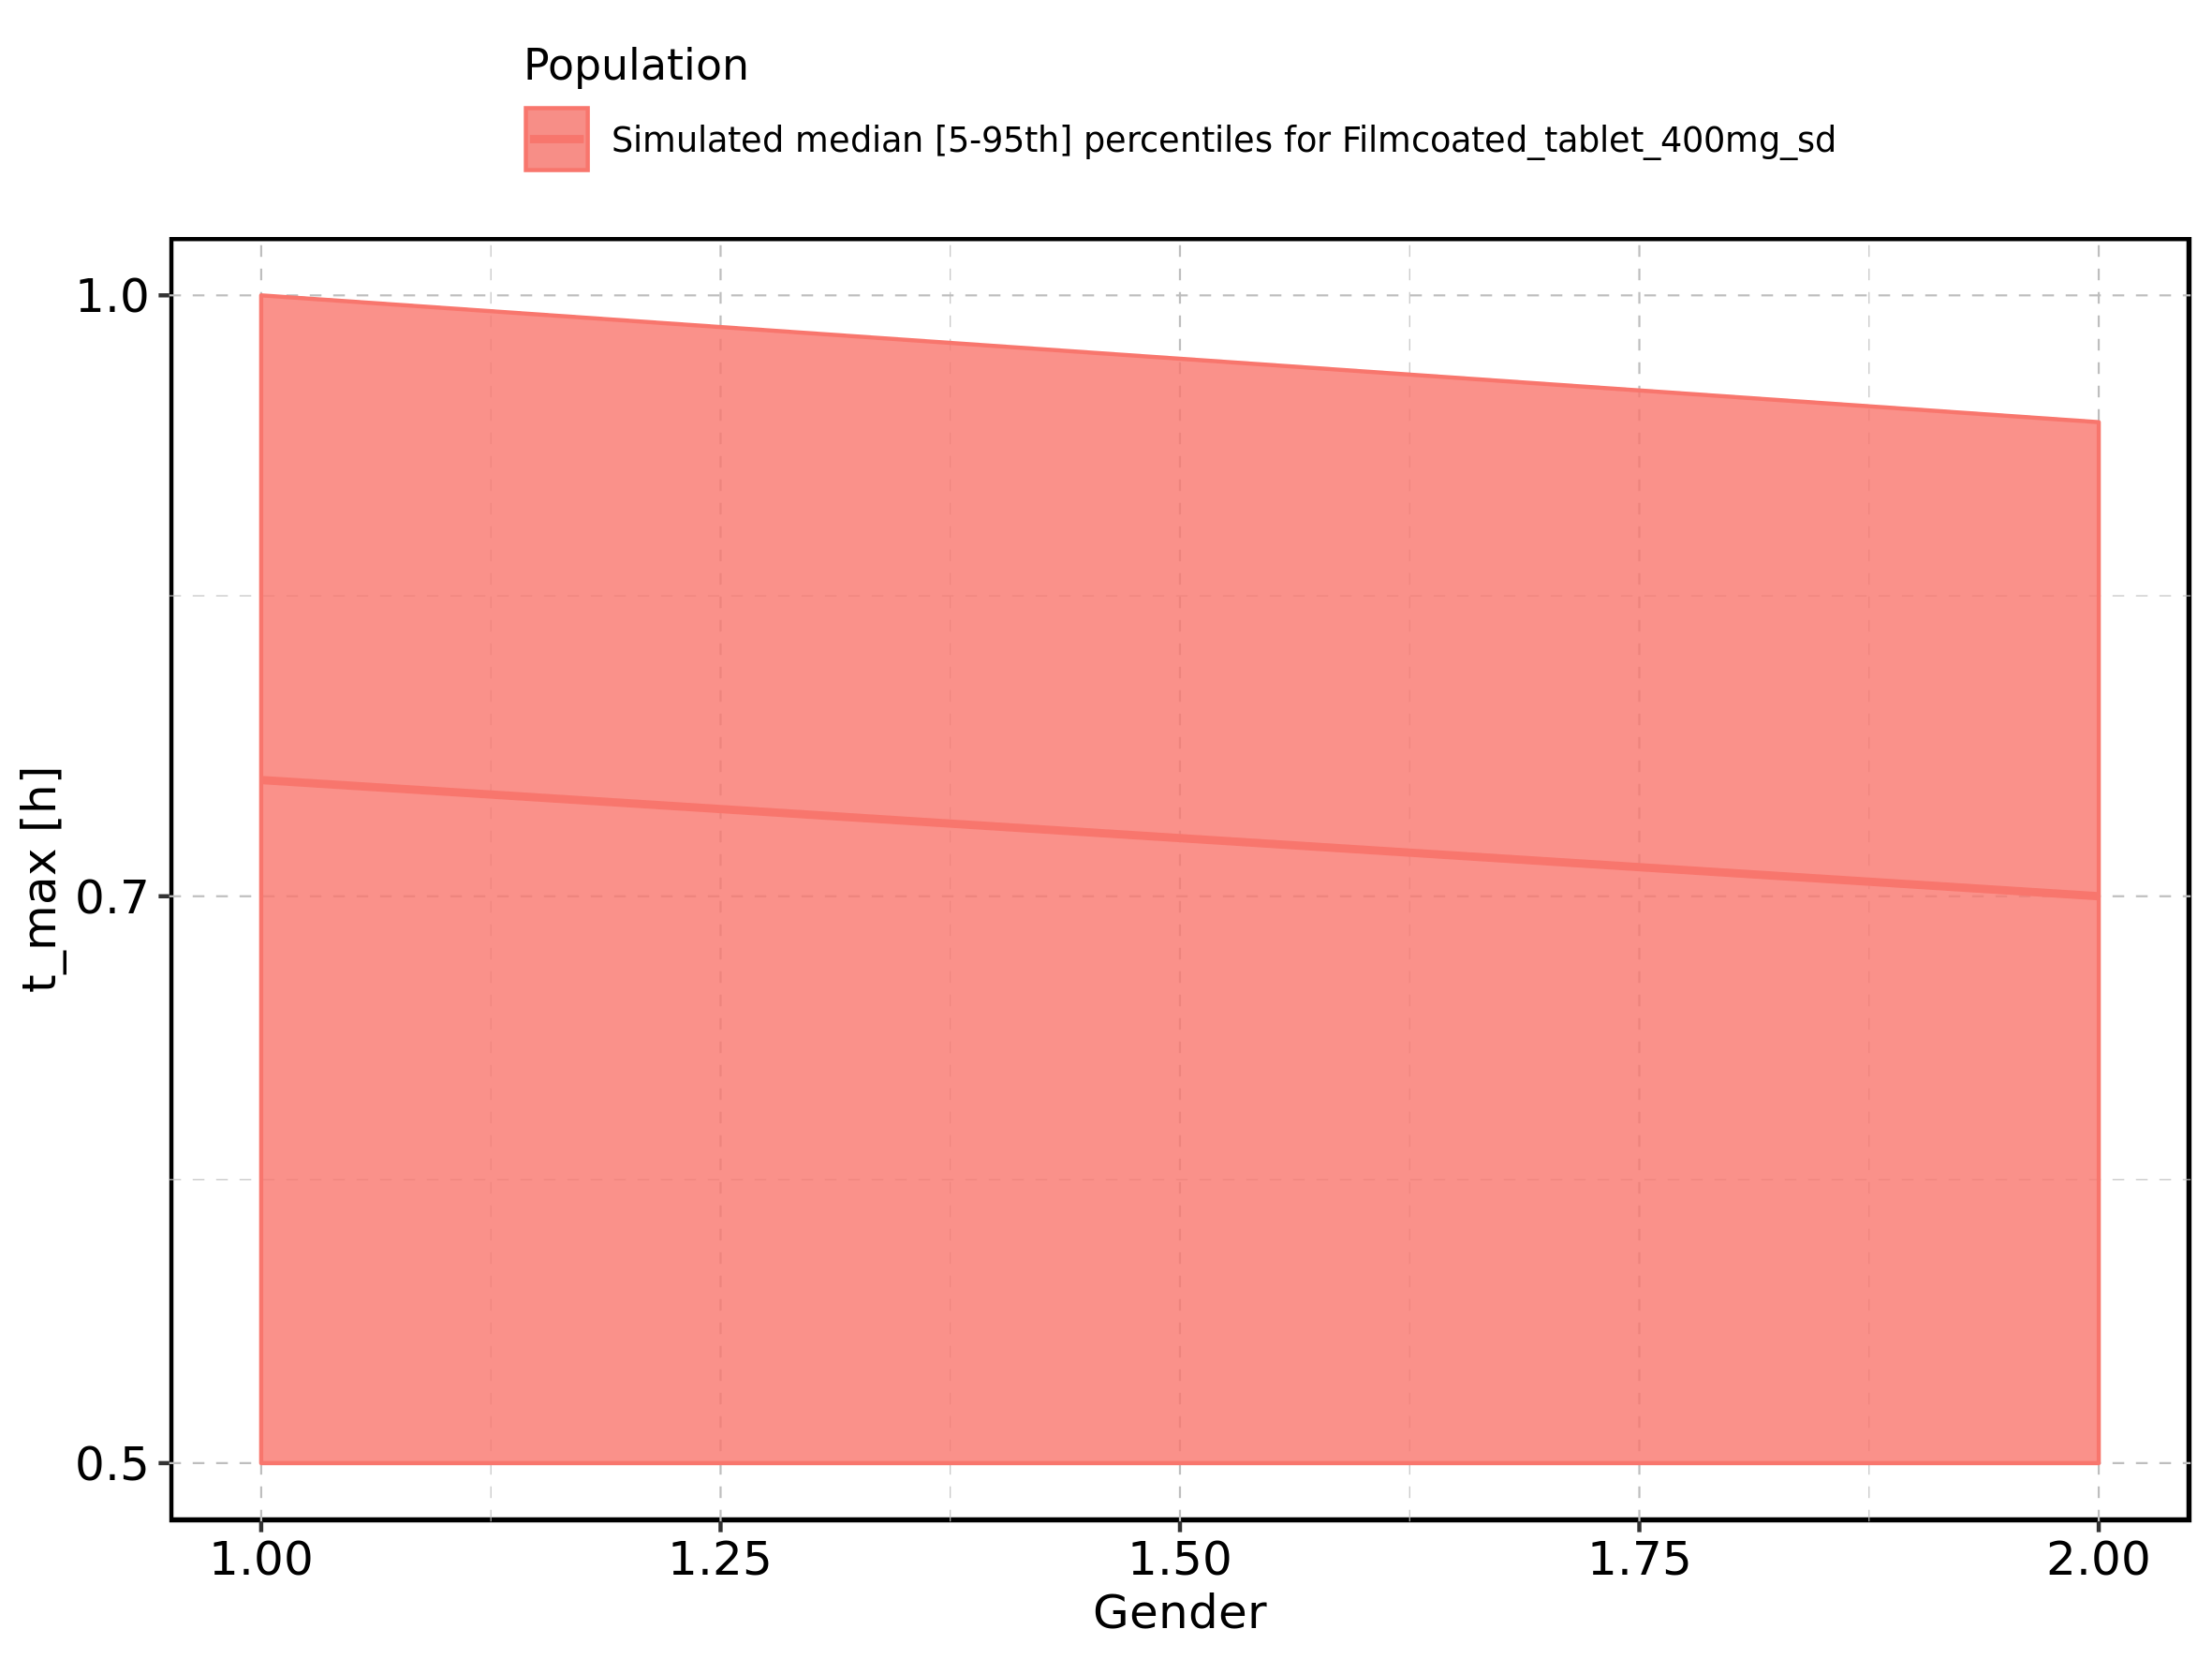 Population
Simulated median [5-95th] percentiles for Filmcoated_tablet_400mg_sd
t_max [h]
1.0
0.7
0.5
1.00 1.25 1.50 1.75 2.00
Gender